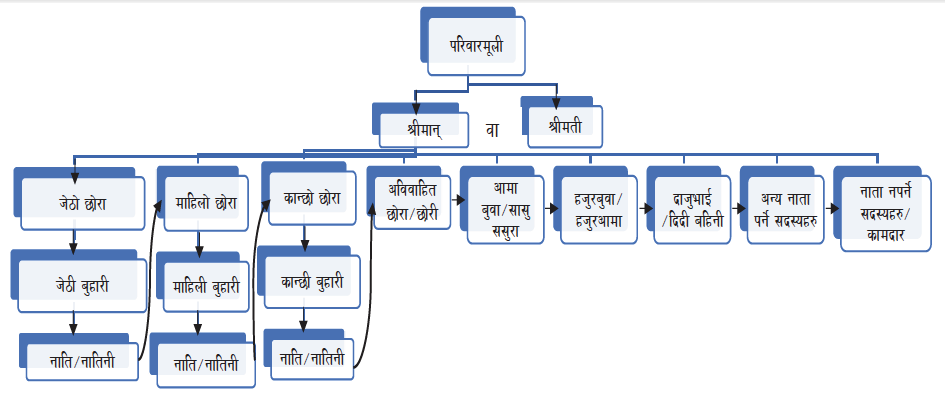 परिवारमूली
श्रीमान्
वा
श्रीमती
जेठो छोरा
माहिलो छोरा
कान्छो छोरा
अविवाहित
छोरा/छोरी
आमा
बुवा/सासु
ससुरा
हजुरबुवा/
हजुरआमा
दाजुभाई
/दिदी बहिनी
अन्य नाता
पर्ने सदस्यहरु
नाता नपर्ने
सदस्यहरु/
कामदार
जेठी बुहारी
माहिली बुहारी
कान्छी बुहारी
नाति/नातिनी
नाति/नातिनी
नाति/नातिनी